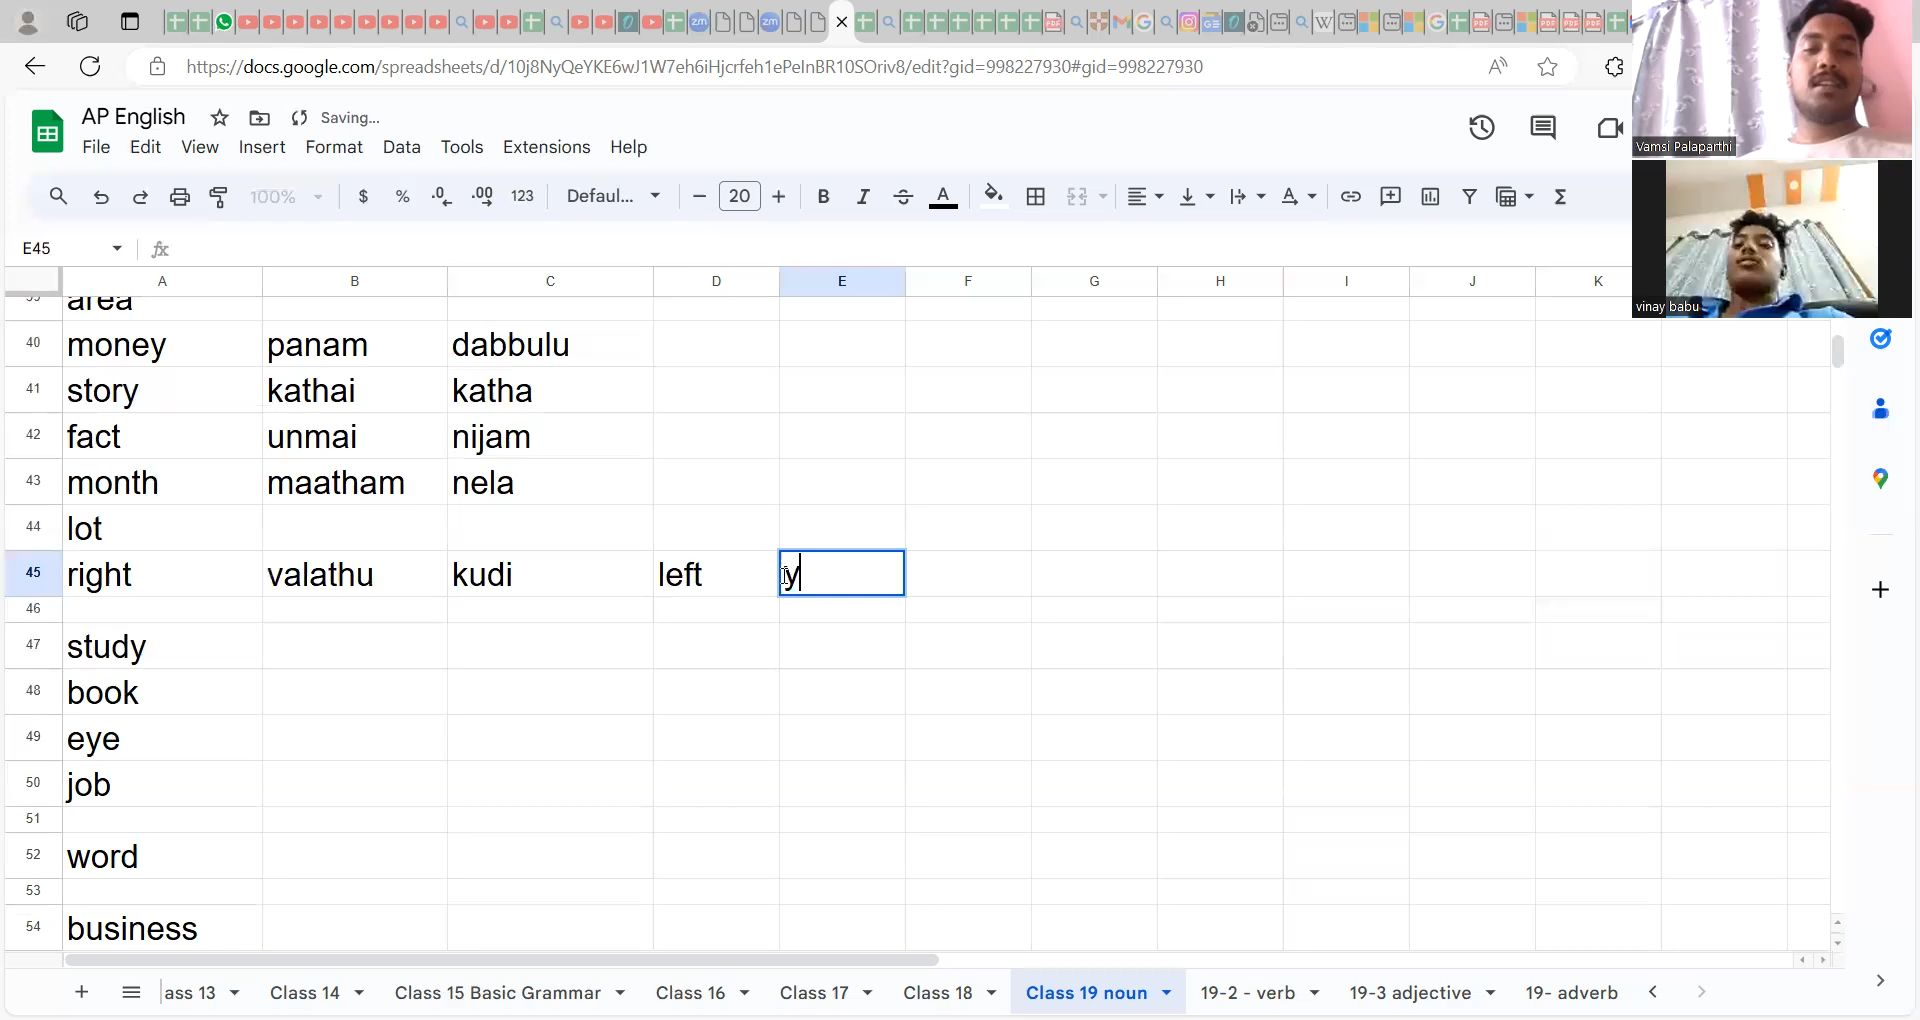 https://docs.google.com/spreadsheets/d/10j8NyQeYKE6wJ1W7eh6iHjcrfeh1ePeInBR10SOriv8/edit?gid=998227930#gid=998227930
AP English
Saving...
File Edit View Insert Format Data Tools Extensions Help
100% $ % .0 .00 123 Defaul... 20 B I A
E45 fx
A B C D E F G H I J K
area
40 money panam dabbulu
41 story kathai katha
42 fact unmai nijam
43 month maatham nela
44 lot
45 right valathu kudi left y
46
47 study
48 book
49 eye
50 job
51
52 word
53
54 business
ass 13 Class 14 Class 15 Basic Grammar Class 16 Class 17 Class 18 Class 19 noun 19-2 - verb 19-3 adjective 19- adverb
Vamsi Palaparthi
vinay babu